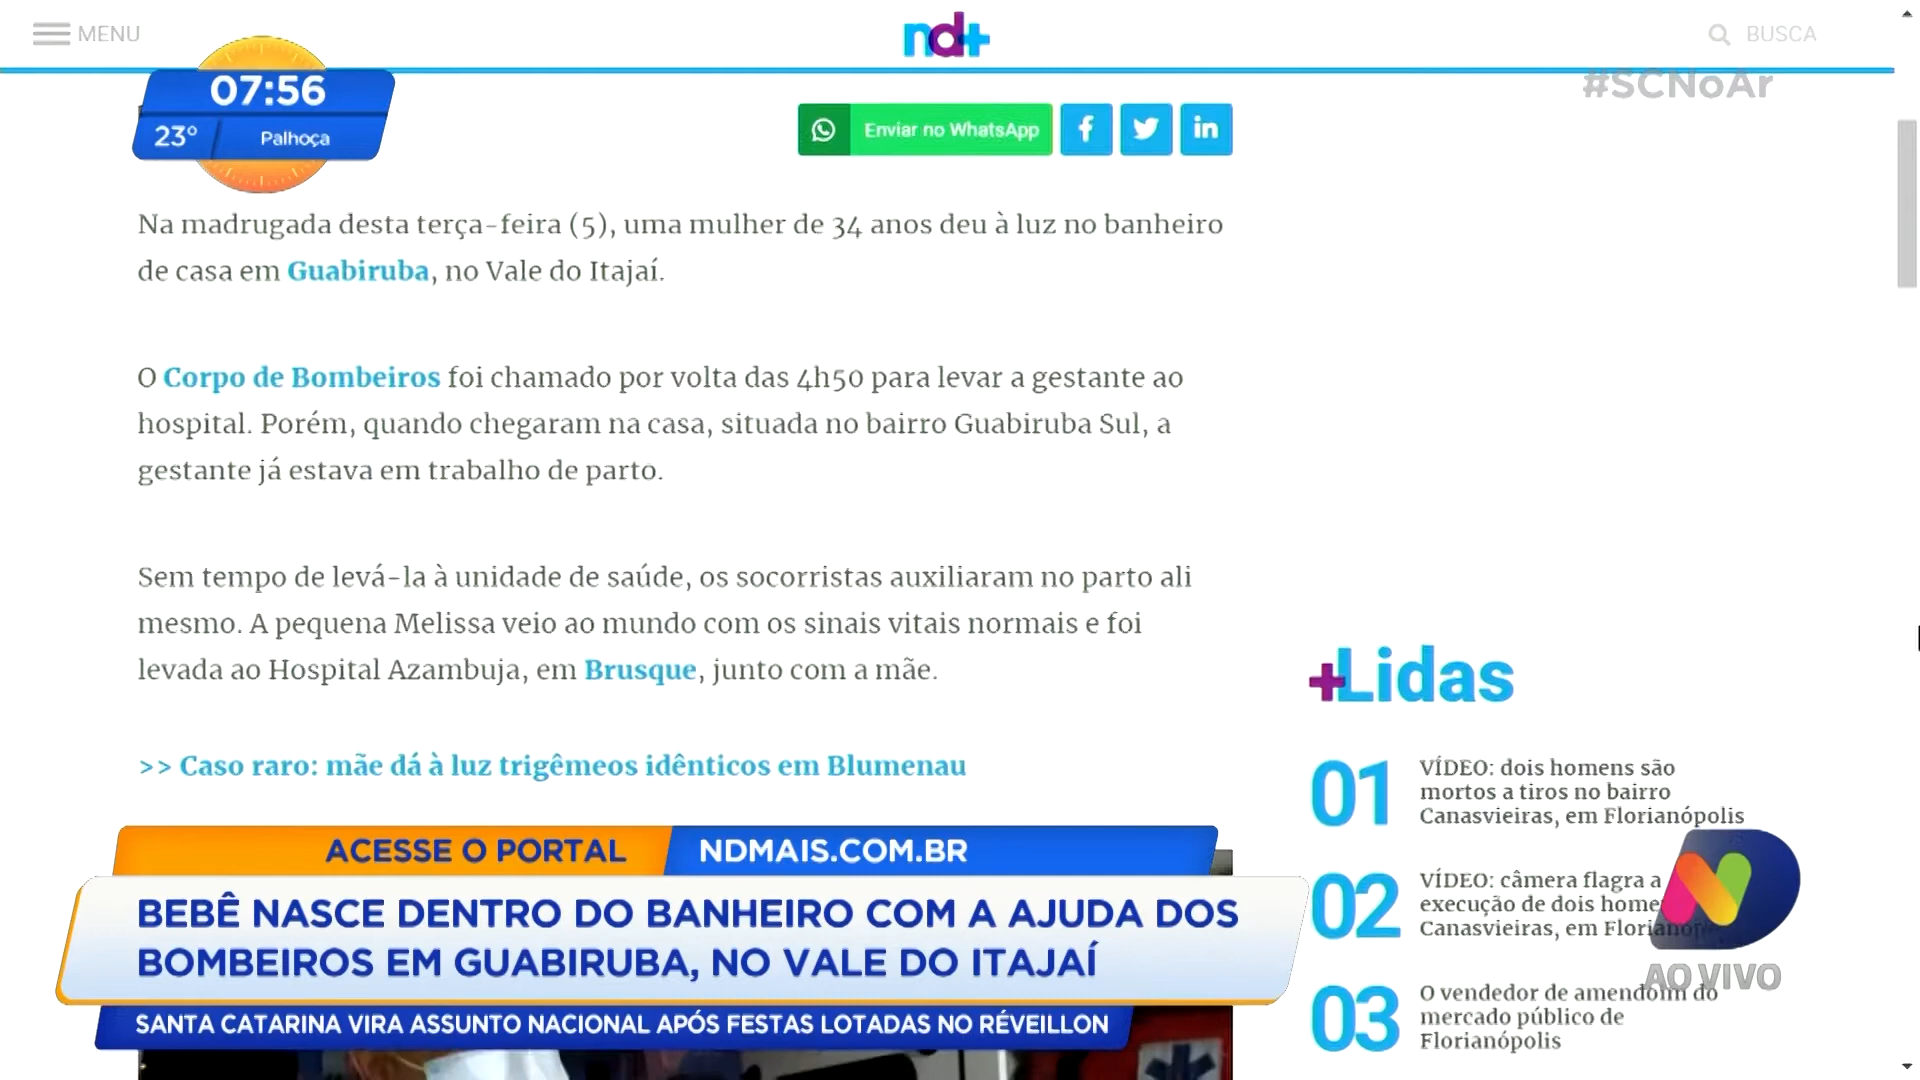 MENU
nd+
BUSCA
#SCNoAr
07:56
23° Palhoça
Enviar no WhatsApp
Na madrugada desta terça-feira (5), uma mulher de 34 anos deu à luz no banheiro
de casa em Guabiruba, no Vale do Itajaí.
O Corpo de Bombeiros foi chamado por volta das 4h50 para levar a gestante ao
hospital. Porém, quando chegaram na casa, situada no bairro Guabiruba Sul, a
gestante já estava em trabalho de parto.
Sem tempo de levá-la à unidade de saúde, os socorristas auxiliaram no parto ali
mesmo. A pequena Melissa veio ao mundo com os sinais vitais normais e foi
levada ao Hospital Azambuja, em Brusque, junto com a mãe.
>> Caso raro: mãe dá à luz trigêmeos idênticos em Blumenau
+Lidas
01 VÍDEO: dois homens são
mortos a tiros no bairro
Canasvieiras, em Florianópolis
02 VÍDEO: câmera flagra a
execução de dois
Canasvieiras, em
03 O vendedor de amendoim do
mercado público de
Florianópolis
AO VIVO
ACESSE O PORTAL NDMAIS.COM.BR
BEBÊ NASCE DENTRO DO BANHEIRO COM A AJUDA DOS
BOMBEIROS EM GUABIRUBA, NO VALE DO ITAJAÍ
SANTA CATARINA VIRA ASSUNTO NACIONAL APÓS FESTAS LOTADAS NO RÉVEILLON